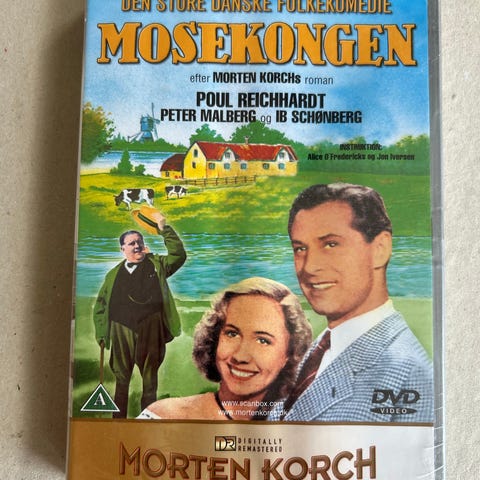 DEN STORE DANSKE FOLKEKOMEDIE
MOSEKONGEN
efter MORTEN KORCHs roman
POUL REICHHARDT
PETER MALBERG og IB SCHØNBERG
INSTRUKTION:
Alice O'Fredericks og Jon Iversen
www.scanbox.com
www.mortenkorch.dk
A
DVD
VIDEO
DR DIGITALLY
REMASTERED
MORTEN KORCH